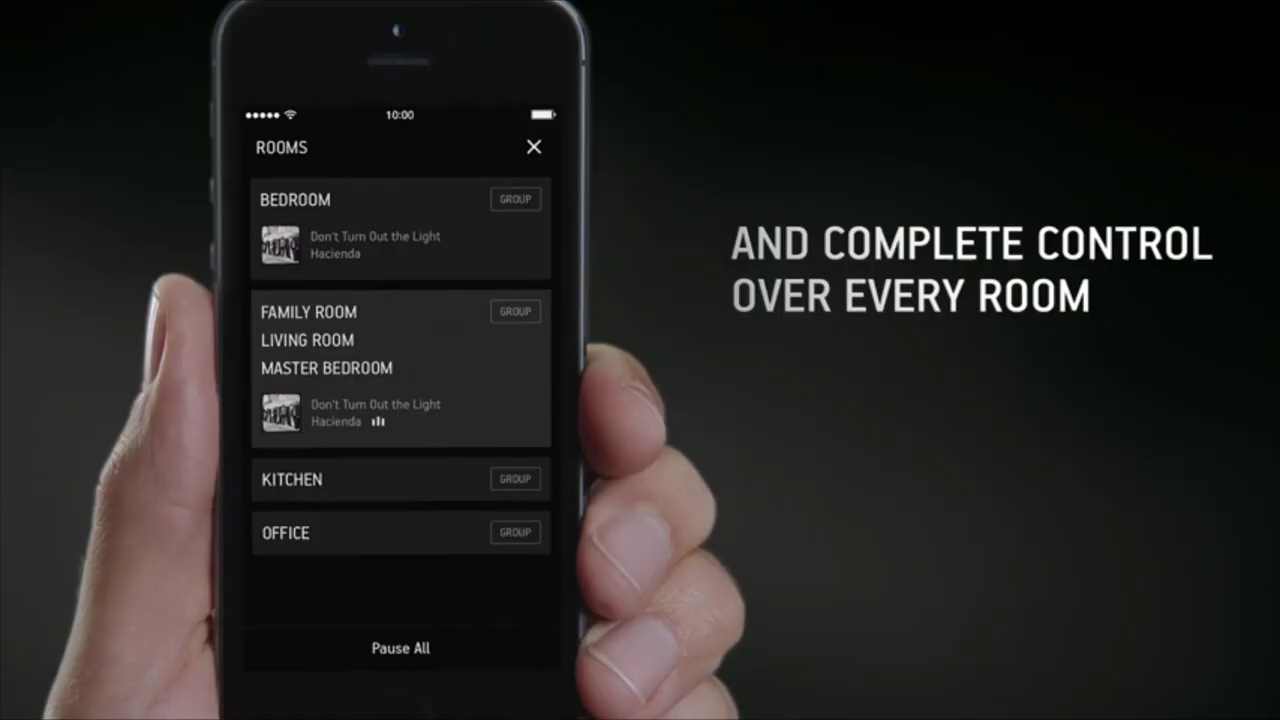 10:00
ROOMS
BEDROOM
GROUP
Don't Turn Out the Light
Hacienda
FAMILY ROOM
GROUP
LIVING ROOM
MASTER BEDROOM
Don't Turn Out the Light
Hacienda
KITCHEN
GROUP
OFFICE
GROUP
Pause All
AND COMPLETE CONTROL
OVER EVERY ROOM